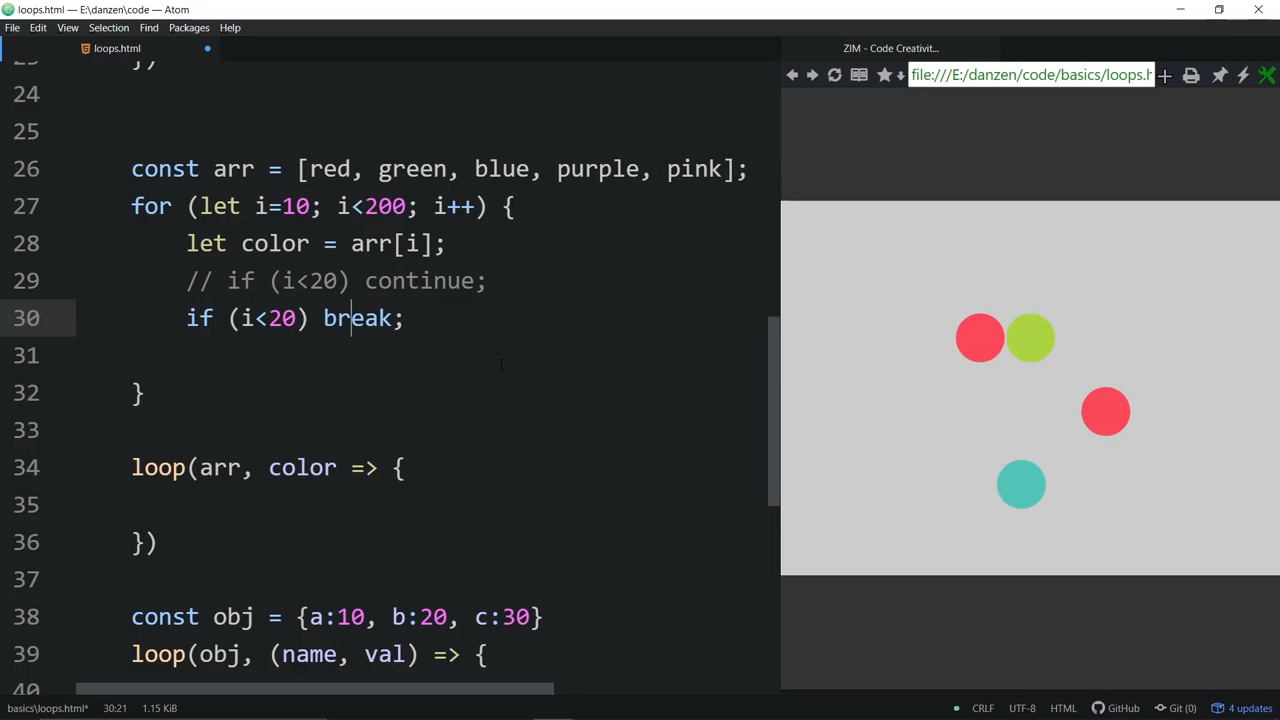 loops.html — E:\danzen\code — Atom
File Edit View Selection Find Packages Help
loops.html
ZIM - Code Creativit...
file:///E:/danzen/code/basics/loops.h
24
25
26 const arr = [red, green, blue, purple, pink];
27 for (let i=10; i<200; i++) {
28 let color = arr[i];
29 // if (i<20) continue;
30 if (i<20) break;
31
32 }
33
34 loop(arr, color => {
35
36 })
37
38 const obj = {a:10, b:20, c:30}
39 loop(obj, (name, val) => {
40
basics\loops.html* 30:21 1.15 KiB CRLF UTF-8 HTML GitHub Git (0) 4 updates